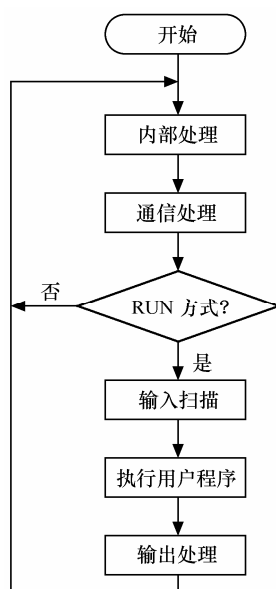 开始
内部处理
通信处理
RUN 方式?
否
是
输入扫描
执行用户程序
输出处理